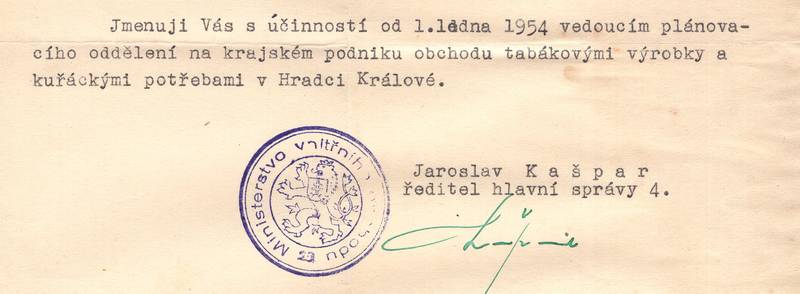 Jmenuji Vás s účinností od 1.ledna 1954 vedoucím plánova-
cího oddělení na krajském podniku obchodu tabákovými výrobky a
kuřáckými potřebami v Hradci Králové.
Jaroslav Kašpar
ředitel hlavní správy 4.
Ministerstvo vnitřního